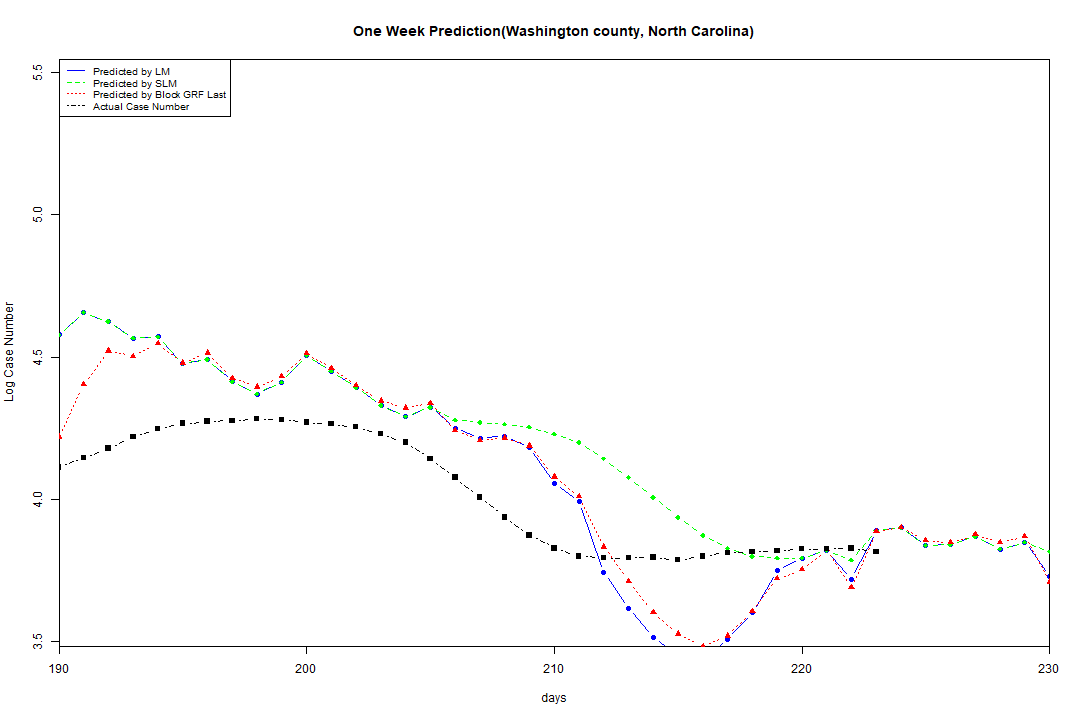 One Week Prediction(Washington county, North Carolina)
Predicted by LM
Predicted by SLM
Predicted by Block GRF Last
Actual Case Number
5.5
5.0
4.5
4.0
3.5
Log Case Number
190
200
210
220
230
days